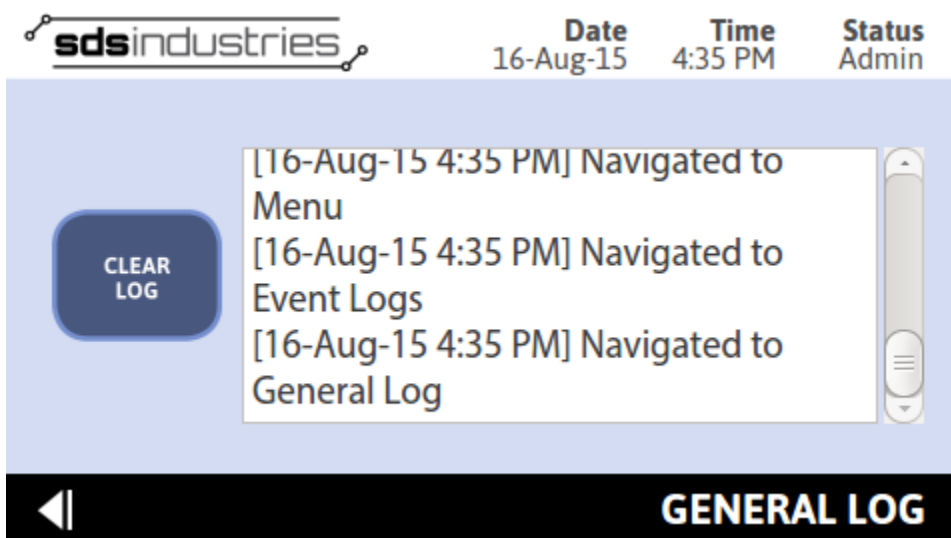 sdsindustries
Date Time Status
16-Aug-15 4:35 PM Admin
[16-Aug-15 4:35 PM] Navigated to
Menu
[16-Aug-15 4:35 PM] Navigated to
Event Logs
[16-Aug-15 4:35 PM] Navigated to
General Log
CLEAR
LOG
GENERAL LOG